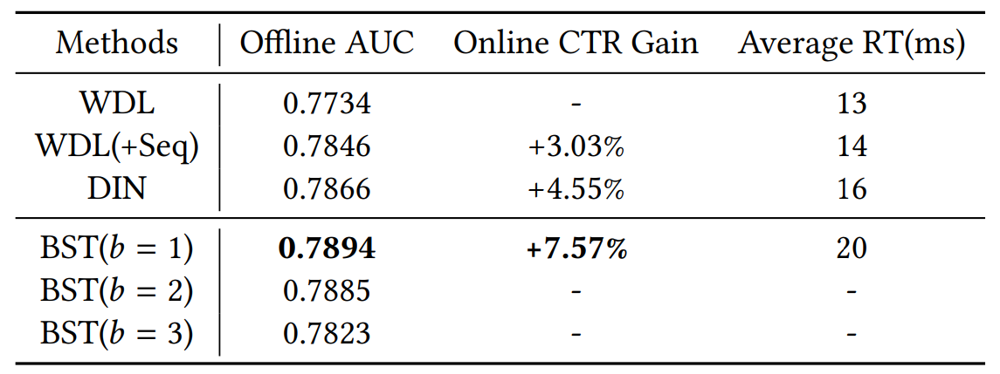 Methods Offline AUC Online CTR Gain Average RT(ms)
WDL 0.7734 - 13
WDL(+Seq) 0.7846 +3.03% 14
DIN 0.7866 +4.55% 16
BST(b = 1) 0.7894 +7.57% 20
BST(b = 2) 0.7885 - -
BST(b = 3) 0.7823 - -